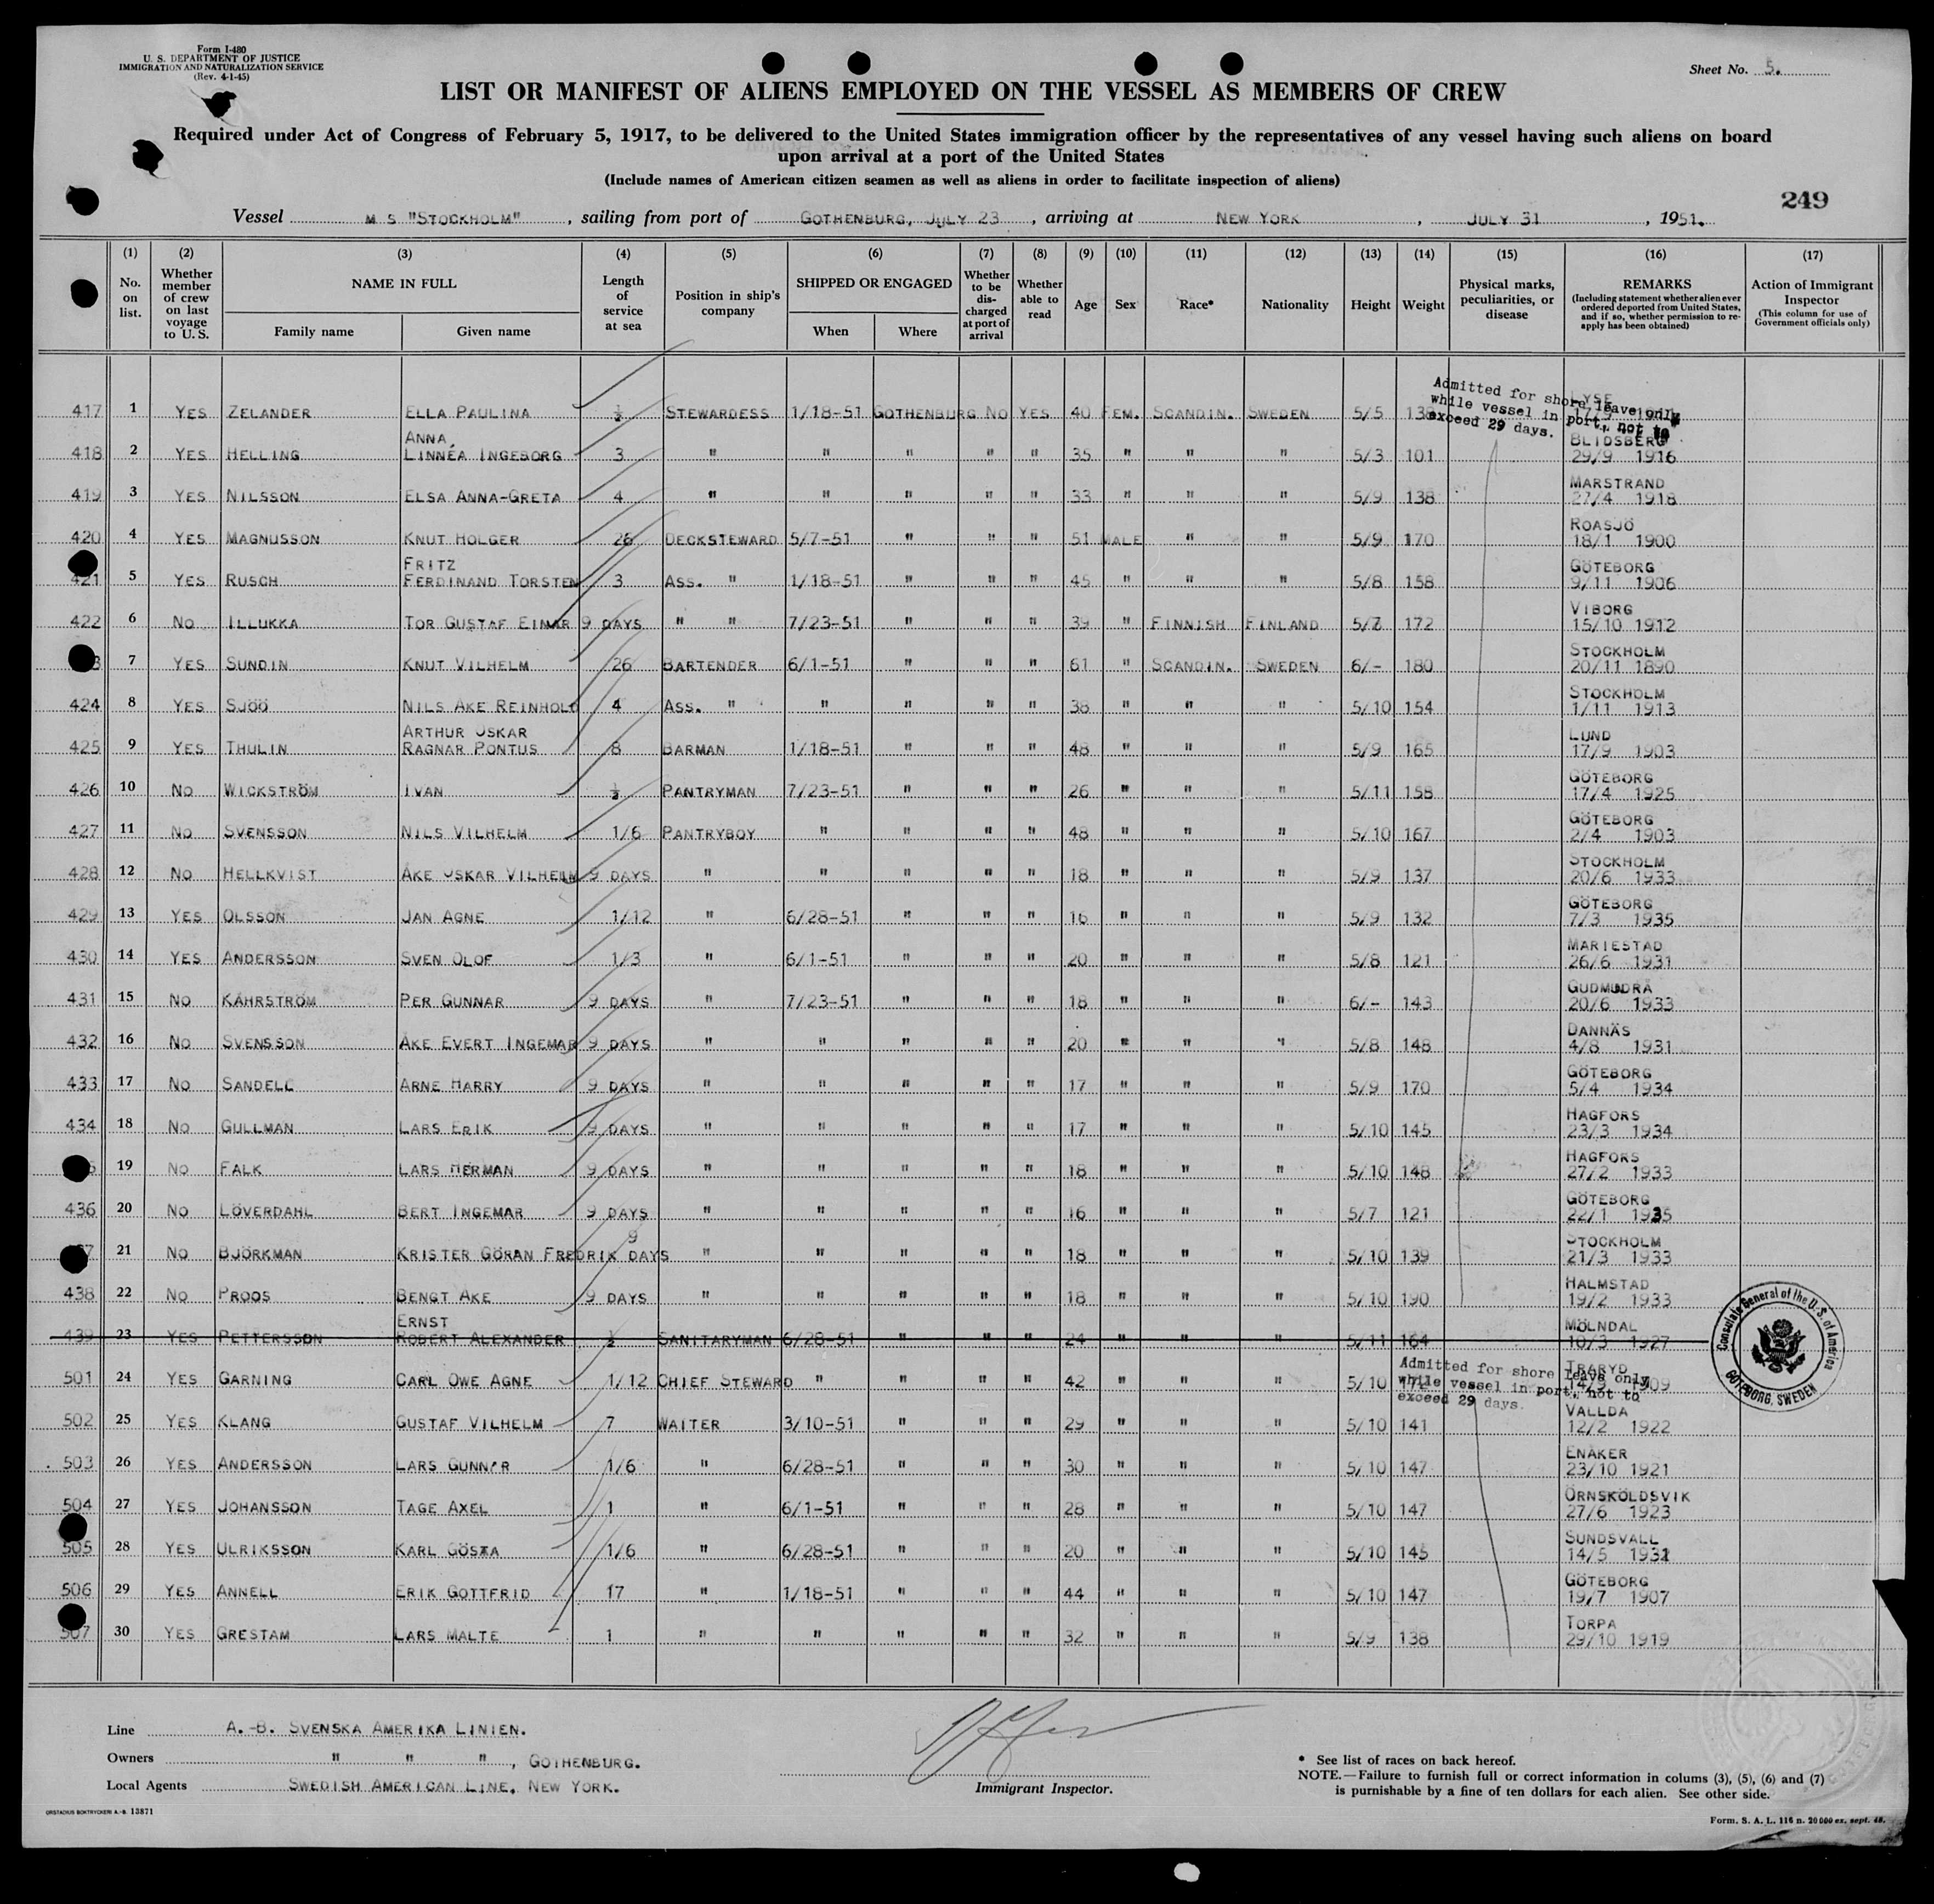 Form I-480
U. S. DEPARTMENT OF JUSTICE
IMMIGRATION AND NATURALIZATION SERVICE
(Rev. 4-1-45)
Sheet No. 5.
LIST OR MANIFEST OF ALIENS EMPLOYED ON THE VESSEL AS MEMBERS OF CREW
Required under Act of Congress of February 5, 1917, to be delivered to the United States immigration officer by the representatives of any vessel having such aliens on board
upon arrival at a port of the United States
(Include names of American citizen seamen as well as aliens in order to facilitate inspection of aliens)
249
Vessel M S "STOCKHOLM", sailing from port of GOTHENBURG, JULY 23, arriving at NEW YORK, JULY 31, 1951.
(1) No. on list. (2) Whether member of crew on last voyage to U. S. (3) NAME IN FULL Family name Given name (4) Length of service at sea (5) Position in ship's company (6) SHIPPED OR ENGAGED When Where (7) Whether to be discharged at port of arrival (8) Whether able to read (9) Age (10) Sex (11) Race* (12) Nationality (13) Height (14) Weight (15) Physical marks, peculiarities, or disease (16) REMARKS (Including statement whether alien ever ordered deported from United States, and if so, whether permission to reapply has been obtained) (17) Action of Immigrant Inspector (This column for use of Government officials only)
Admitted for shore leave only
while vessel in port, not to
exceed 29 days.
417 1 YES ZELANDER ELLA PAULINA ½ STEWARDESS 1/18-51 GOTHENBURG NO YES 40 FEM. SCANDIN. SWEDEN 5/5
418 2 YES HELLING ANNA LINNÉA INGEBORG 3 " " " " " 35 " " " 5/3 101 BLIDSBERG 29/9 1916
419 3 YES NILSSON ELSA ANNA-GRETA 4 " " " " " 33 " " " 5/9 138 MARSTRAND 27/4 1918
420 4 YES MAGNUSSON KNUT HOLGER 26 DECKSTEWARD 5/7-51 " " " 51 MALE " " 5/9 170 ROASJÖ 18/1 1900
421 5 YES RUSCH FRITZ FERDINAND TORSTEN 3 ASS. " 1/18-51 " " " 45 " " " 5/8 158 GÖTEBORG 9/11 1906
422 6 NO ILLUKKA TOR GUSTAF EINAR 9 DAYS " " 7/23-51 " " " 39 " FINNISH FINLAND 5/7 172 VIBORG 15/10 1912
7 YES SUNDIN KNUT VILHELM 26 BARTENDER 6/1-51 " " " 61 " SCANDIN. SWEDEN 6/- 180 STOCKHOLM 20/11 1890
424 8 YES SJÖÖ NILS ÅKE REINHOLD 4 ASS. " " " " " 38 " " " 5/10 154 STOCKHOLM 1/11 1913
425 9 YES THULIN ARTHUR OSKAR RAGNAR PONTUS 8 BARMAN 1/18-51 " " " 48 " " " 5/9 165 LUND 17/9 1903
426 10 NO WICKSTRÖM IVAN ½ PANTRYMAN 7/23-51 " " " 26 " " " 5/11 158 GÖTEBORG 17/4 1925
427 11 NO SVENSSON NILS VILHELM 1/6 PANTRYBOY " " " " 48 " " " 5/10 167 GÖTEBORG 2/4 1903
428 12 NO HELLKVIST ÅKE OSKAR VILHELM 9 DAYS " " " " " 18 " " " 5/9 137 STOCKHOLM 20/6 1933
429 13 YES OLSSON JAN AGNE 1/12 " 6/28-51 " " " 16 " " " 5/9 132 GÖTEBORG 7/3 1935
430 14 YES ANDERSSON SVEN OLOF 1/3 " 6/1-51 " " " 20 " " " 5/8 121 MARIESTAD 26/6 1931
431 15 NO KÅHRSTRÖM PER GUNNAR 9 DAYS " 7/23-51 " " " 18 " " " 6/- 143 GUDMUDRÅ 20/6 1933
432 16 NO SVENSSON ÅKE EVERT INGEMAR 9 DAYS " " " " " 20 " " " 5/8 148 DANNÄS 4/8 1931
433 17 NO SANDELL ARNE HARRY 9 DAYS " " " " " 17 " " " 5/9 170 GÖTEBORG 5/4 1934
434 18 NO GULLMAN LARS ERIK 9 DAYS " " " " " 17 " " " 5/10 145 HAGFORS 23/3 1934
19 NO FALK LARS HERMAN 9 DAYS " " " " " 18 " " " 5/10 148 HAGFORS 27/2 1933
436 20 NO LÖVERDAHL BERT INGEMAR 9 DAYS " " " " " 16 " " " 5/7 121 GÖTEBORG 22/1 1935
21 NO BJÖRKMAN KRISTER GÖRAN FREDRIK 9 DAYS " " " " " 18 " " " 5/10 139 STOCKHOLM 21/3 1933
438 22 NO PROOS BENGT ÅKE 9 DAYS " " " " " 18 " " " 5/10 190 HALMSTAD 19/2 1933
439 23 YES PETTERSSON ERNST ROBERT ALEXANDER ½ SANITARYMAN 6/28-51 " " " 24 " " " 5/11 164 MÖLNDAL 10/3 1927
Admitted for shore leave only
while vessel in port, not to
exceed 29 days.
501 24 YES GARNING CARL OWE AGNE 1/12 CHIEF STEWARD " " " " 42 " " " 5/10 TRARYD 1909
502 25 YES KLANG GUSTAF VILHELM 7 WAITER 3/10-51 " " " 29 " " " 5/10 141 VALLDA 12/2 1922
503 26 YES ANDERSSON LARS GUNNAR 1/6 " 6/28-51 " " " 30 " " " 5/10 147 ENÅKER 23/10 1921
504 27 YES JOHANSSON TAGE AXEL 1 " 6/1-51 " " " 28 " " " 5/10 147 ÖRNSKÖLDSVIK 27/6 1923
505 28 YES ULRIKSSON KARL GÖSTA 1/6 " 6/28-51 " " " 20 " " " 5/10 145 SUNDSVALL 14/5 1931
506 29 YES ANNELL ERIK GOTTFRID 17 " 1/18-51 " " " 44 " " " 5/10 147 GÖTEBORG 19/7 1907
507 30 YES GRESTAM LARS MALTE 1 " " " " " 32 " " " 5/9 138 TORPA 29/10 1919
Consulate General of the U. S. of America
GÖTEBORG, SWEDEN
Line A.-B. SVENSKA AMERIKA LINIEN.
Owners " " ", GOTHENBURG.
Local Agents SWEDISH AMERICAN LINE, NEW YORK.
Immigrant Inspector.
* See list of races on back hereof.
NOTE.—Failure to furnish full or correct information in colums (3), (5), (6) and (7)
is punishable by a fine of ten dollars for each alien. See other side.
ORSTADIUS BOKTRYCKERI A.-B. 13871
Form. S. A. L. 116 n. 20 000 ex. sept. 48.